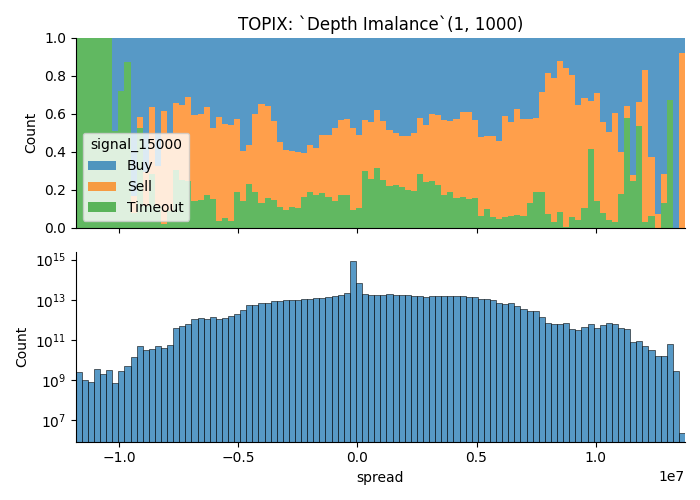 TOPIX: `Depth Imalance`(1, 1000)
1.0
0.8
0.6
0.4
0.2
0.0
Count
signal_15000
Buy
Sell
Timeout
10^15
10^13
10^11
10^9
10^7
Count
−1.0
−0.5
0.0
0.5
1.0
1e7
spread